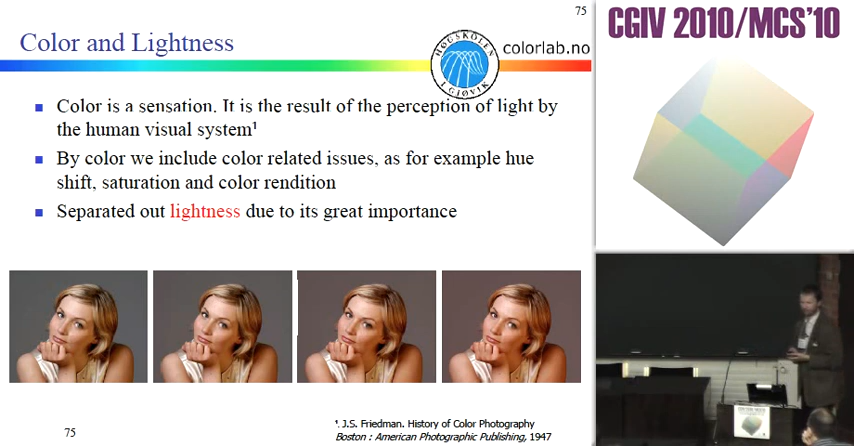 75
CGIV 2010/MCS'10
Color and Lightness
HØGSKOLEN
I GJØVIK
colorlab.no
Color is a sensation. It is the result of the perception of light by
the human visual system¹
By color we include color related issues, as for example hue
shift, saturation and color rendition
Separated out lightness due to its great importance
¹. J.S. Friedman. History of Color Photography
Boston : American Photographic Publishing, 1947
75